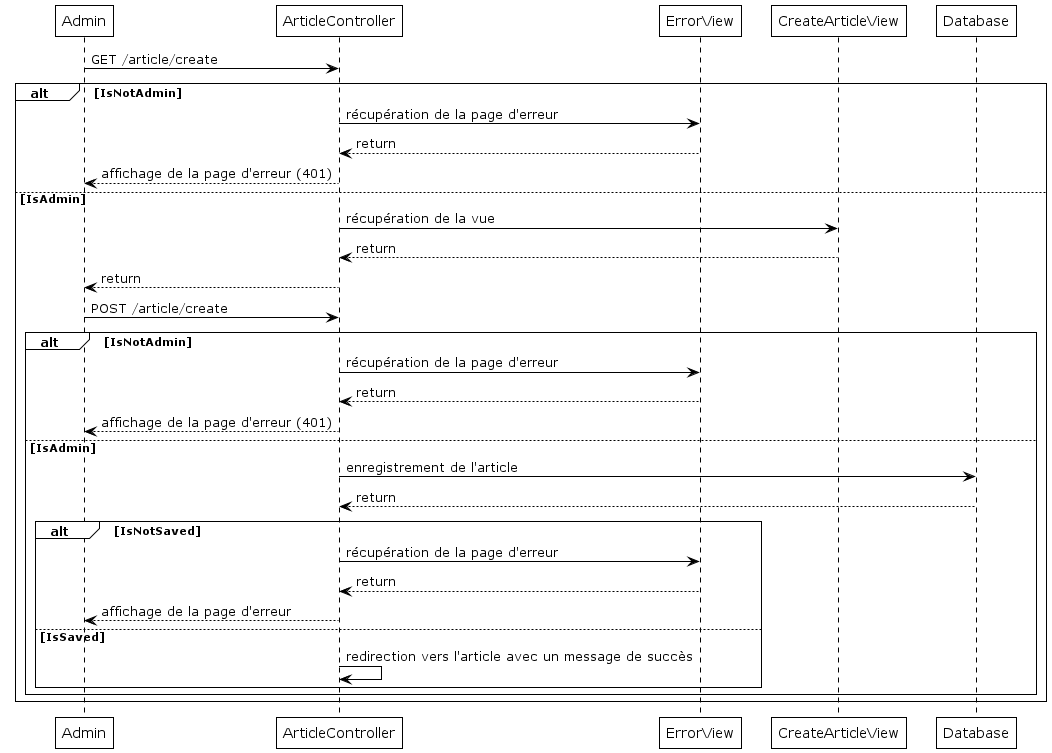 Admin ArticleController ErrorView CreateArticleView Database
GET /article/create
alt [IsNotAdmin]
récupération de la page d'erreur
return
affichage de la page d'erreur (401)
[IsAdmin]
récupération de la vue
return
return
POST /article/create
alt [IsNotAdmin]
récupération de la page d'erreur
return
affichage de la page d'erreur (401)
[IsAdmin]
enregistrement de l'article
return
alt [IsNotSaved]
récupération de la page d'erreur
return
affichage de la page d'erreur
[IsSaved]
redirection vers l'article avec un message de succès
Admin ArticleController ErrorView CreateArticleView Database